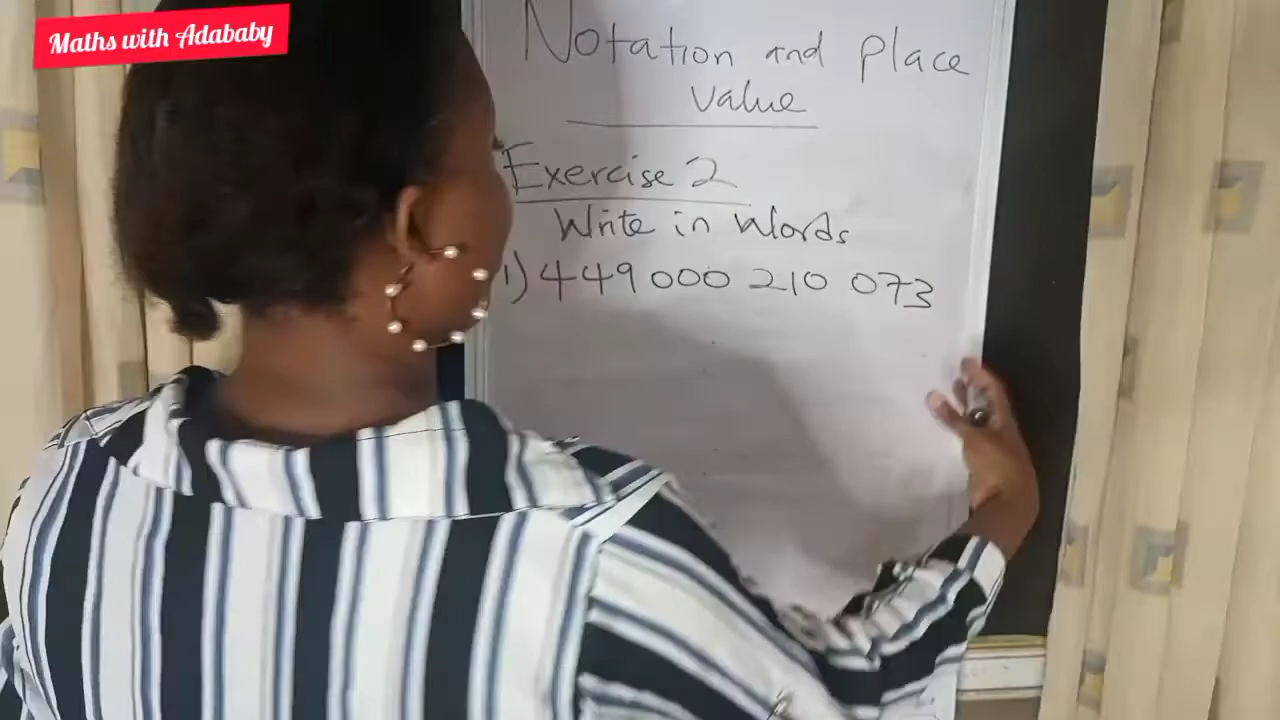 Maths with Adababy
Notation and place
value
Exercise 2
Write in Words
1) 449 000 210 073